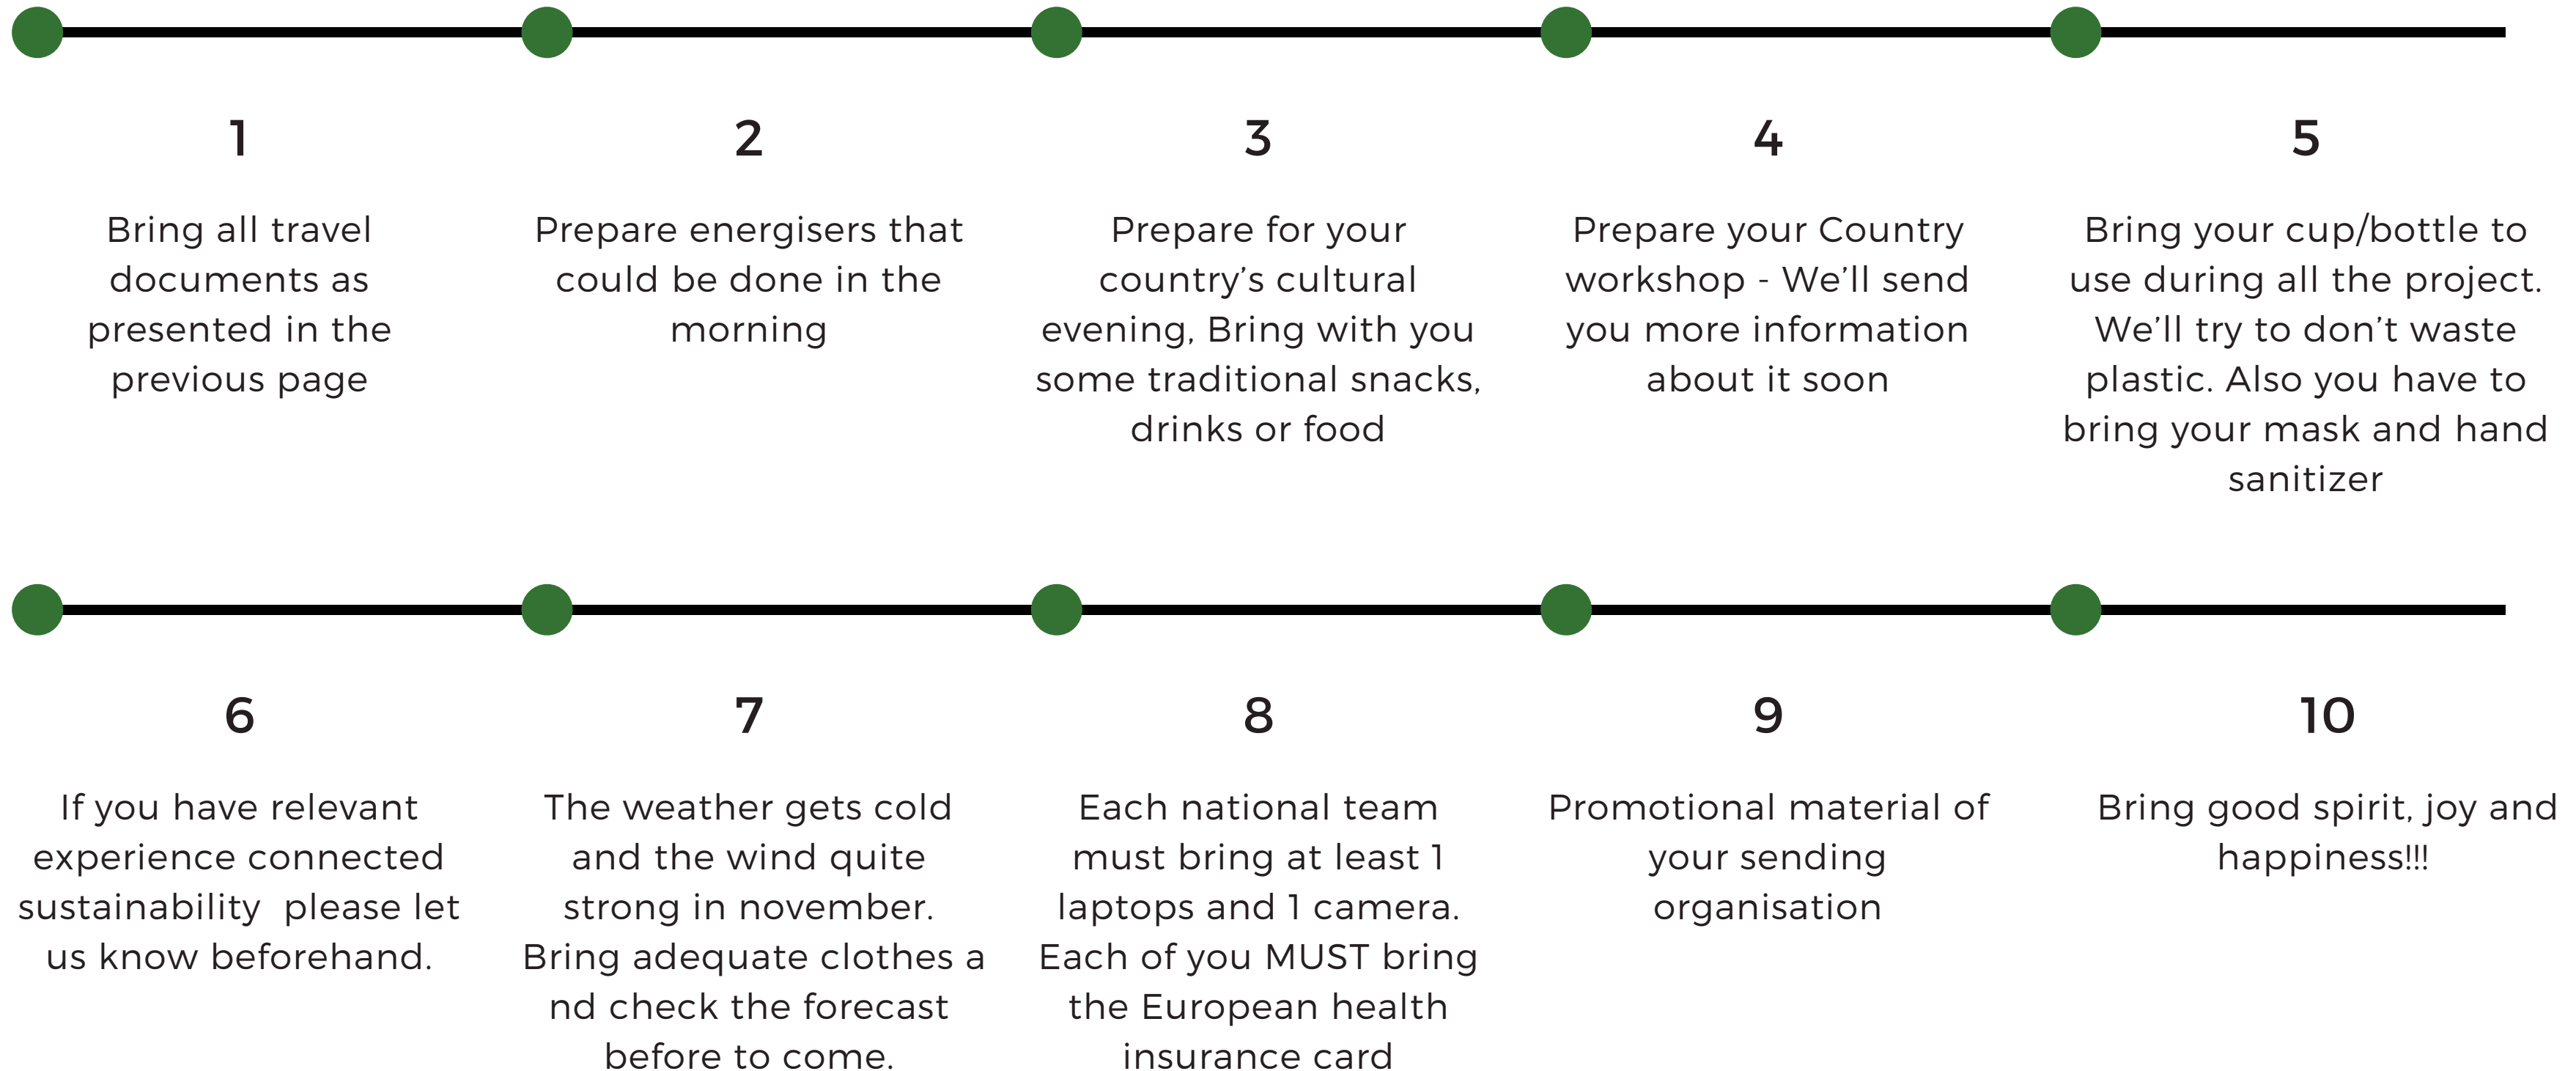 1
Bring all travel
documents as
presented in the
previous page
2
Prepare energisers that
could be done in the
morning
3
Prepare for your
country’s cultural
evening, Bring with you
some traditional snacks,
drinks or food
4
Prepare your Country
workshop - We’ll send
you more information
about it soon
5
Bring your cup/bottle to
use during all the project.
We’ll try to don’t waste
plastic. Also you have to
bring your mask and hand
sanitizer
6
If you have relevant
experience connected
sustainability  please let
us know beforehand.
7
The weather gets cold
and the wind quite
strong in november.
Bring adequate clothes a
nd check the forecast
before to come.
8
Each national team
must bring at least 1
laptops and 1 camera.
Each of you MUST bring
the European health
insurance card
9
Promotional material of
your sending
organisation
10
Bring good spirit, joy and
happiness!!!